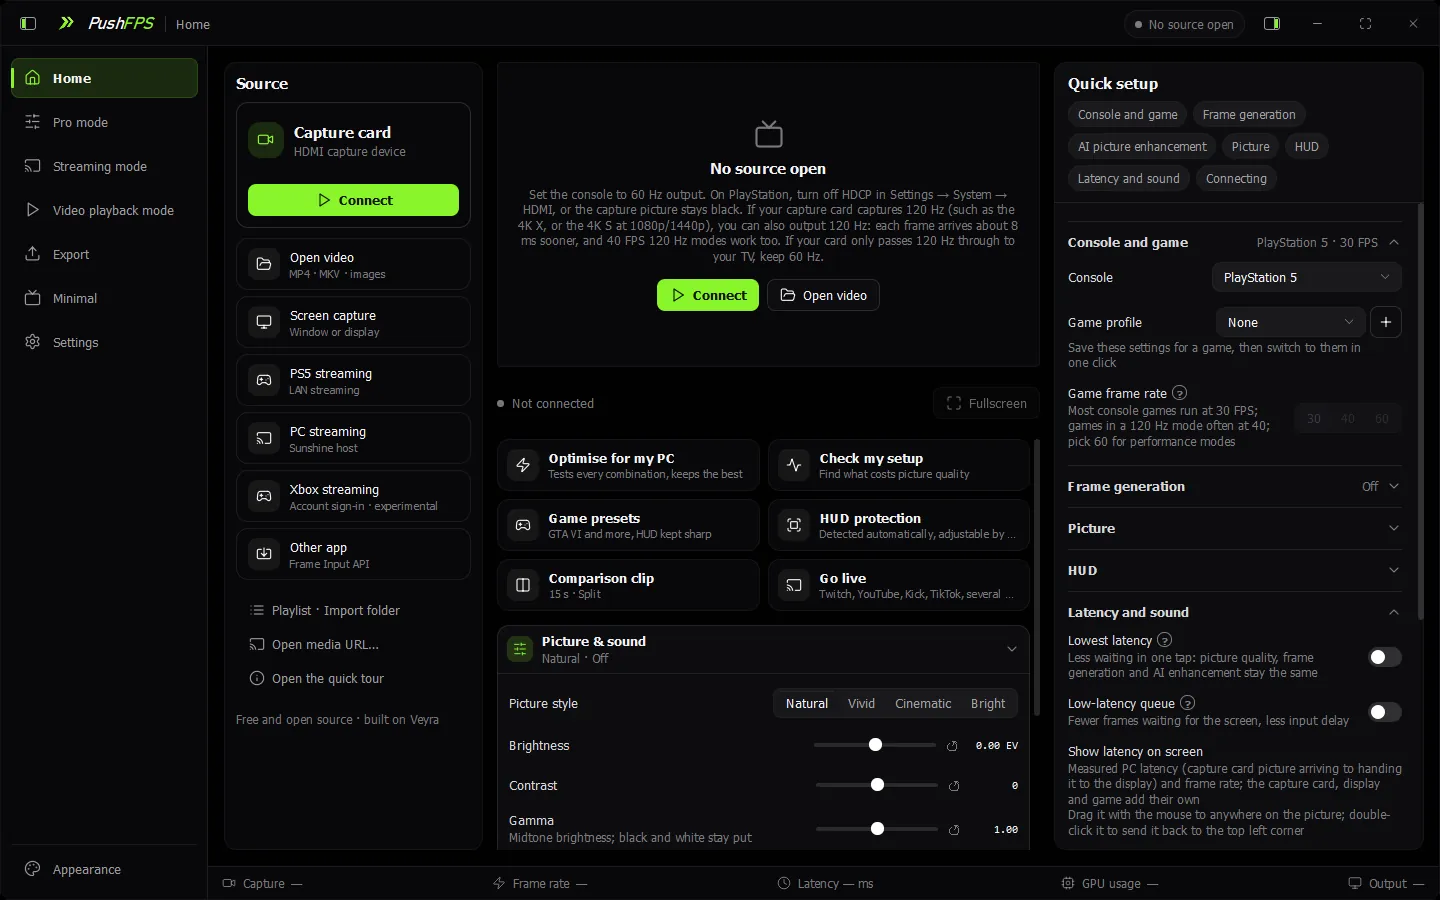 PushFPS
Home
No source open
Home
Pro mode
Streaming mode
Video playback mode
Export
Minimal
Settings
Appearance
Source
Capture card
HDMI capture device
Connect
Open video
MP4 · MKV · images
Screen capture
Window or display
PS5 streaming
LAN streaming
PC streaming
Sunshine host
Xbox streaming
Account sign-in · experimental
Other app
Frame Input API
Playlist · Import folder
Open media URL...
Open the quick tour
Free and open source · built on Veyra
No source open
Set the console to 60 Hz output. On PlayStation, turn off HDCP in Settings → System →
HDMI, or the capture picture stays black. If your capture card captures 120 Hz (such as the
4K X, or the 4K S at 1080p/1440p), you can also output 120 Hz: each frame arrives about 8
ms sooner, and 40 FPS 120 Hz modes work too. If your card only passes 120 Hz through to
your TV, keep 60 Hz.
Connect
Open video
Not connected
Fullscreen
Optimise for my PC
Tests every combination, keeps the best
Check my setup
Find what costs picture quality
Game presets
GTA VI and more, HUD kept sharp
HUD protection
Detected automatically, adjustable by ...
Comparison clip
15 s · Split
Go live
Twitch, YouTube, Kick, TikTok, several ...
Picture & sound
Natural · Off
Picture style
Natural
Vivid
Cinematic
Bright
Brightness
0.00 EV
Contrast
0
Gamma
Midtone brightness; black and white stay put
1.00
Quick setup
Console and game
Frame generation
AI picture enhancement
Picture
HUD
Latency and sound
Connecting
Console and game
PlayStation 5 · 30 FPS
Console
PlayStation 5
Game profile
None
Save these settings for a game, then switch to them in
one click
Game frame rate ?
Most console games run at 30 FPS;
games in a 120 Hz mode often at 40;
pick 60 for performance modes
30 40 60
Frame generation
Off
Picture
HUD
Latency and sound
Lowest latency ?
Less waiting in one tap: picture quality, frame
generation and AI enhancement stay the same
Low-latency queue ?
Fewer frames waiting for the screen, less input delay
Show latency on screen
Measured PC latency (capture card picture arriving to handing
it to the display) and frame rate; the capture card, display
and game add their own
Drag it with the mouse to anywhere on the picture; double-
click it to send it back to the top left corner
Capture —
Frame rate —
Latency — ms
GPU usage —
Output —